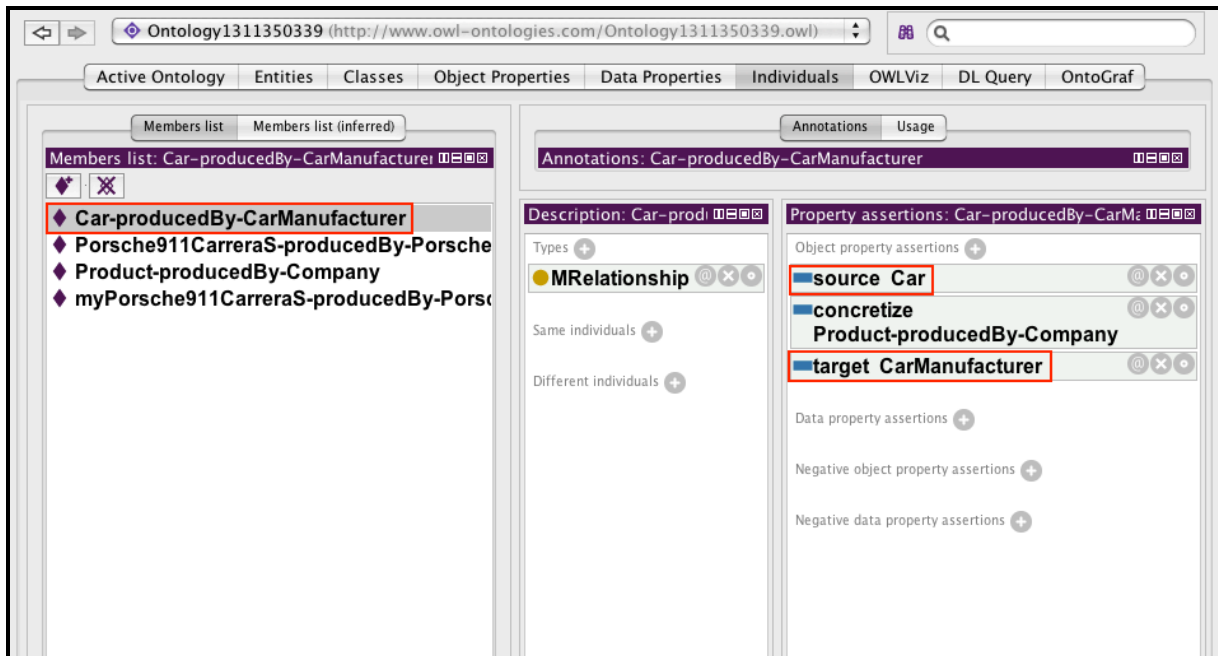 Ontology1311350339 (http://www.owl-ontologies.com/Ontology1311350339.owl)
Active Ontology Entities Classes Object Properties Data Properties Individuals OWLViz DL Query OntoGraf
Members list Members list (inferred)
Members list: Car-producedBy-CarManufacturer
Car-producedBy-CarManufacturer
Porsche911CarreraS-producedBy-Porsche
Product-producedBy-Company
myPorsche911CarreraS-producedBy-Porsc
Annotations Usage
Annotations: Car-producedBy-CarManufacturer
Description: Car-produ
Types
MRelationship
Same individuals
Different individuals
Property assertions: Car-producedBy-CarMa
Object property assertions
source Car
concretize
Product-producedBy-Company
target CarManufacturer
Data property assertions
Negative object property assertions
Negative data property assertions